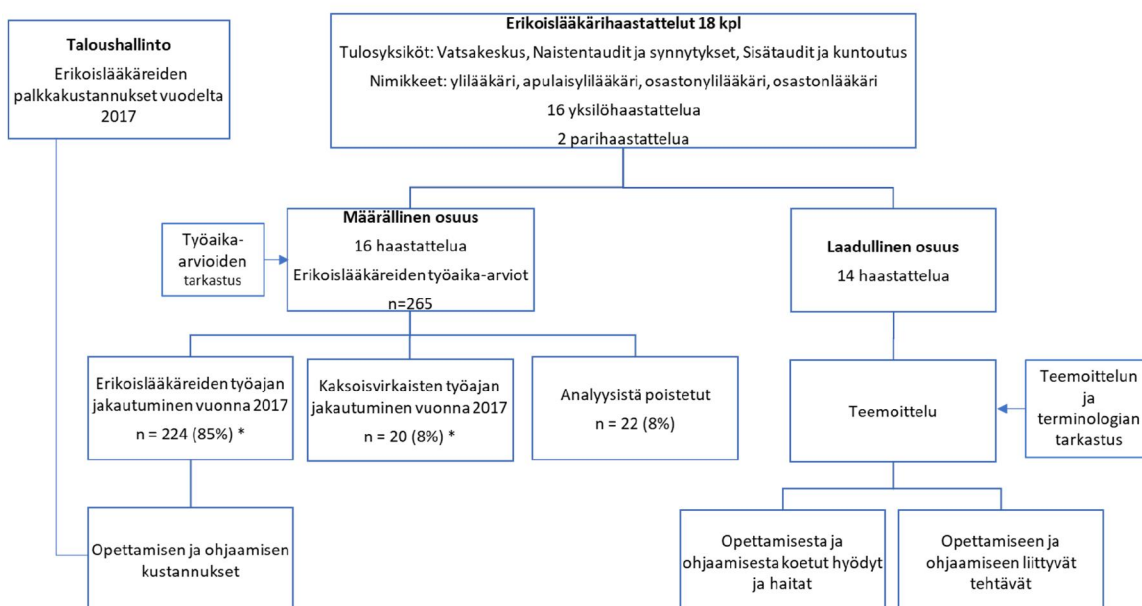 Taloushallinto
Erikoislääkäreiden
palkkakustannukset vuodelta
2017
Erikoislääkärihaastattelut 18 kpl
Tulosyksiköt: Vatsakeskus, Naistentaudit ja synnytykset, Sisätaudit ja kuntoutus
Nimikkeet: ylilääkäri, apulaisylilääkäri, osastonylilääkäri, osastonlääkäri
16 yksilöhaastattelua
2 parihaastattelua
Työaika-
arvioiden
tarkastus
Määrällinen osuus
16 haastattelua
Erikoislääkäreiden työaika-arviot
n=265
Laadullinen osuus
14 haastattelua
Erikoislääkäreiden työajan
jakautuminen vuonna 2017
n = 224 (85%) *
Kaksoisvirkaisten työajan
jakautuminen vuonna 2017
n = 20 (8%) *
Analyysistä poistetut
n = 22 (8%)
Teemoittelu
Teemoittelun
ja
terminologian
tarkastus
Opettamisen ja ohjaamisen
kustannukset
Opettamisesta ja
ohjaamisesta koetut hyödyt
ja haitat
Opettamiseen ja
ohjaamiseen liittyvät
tehtävät